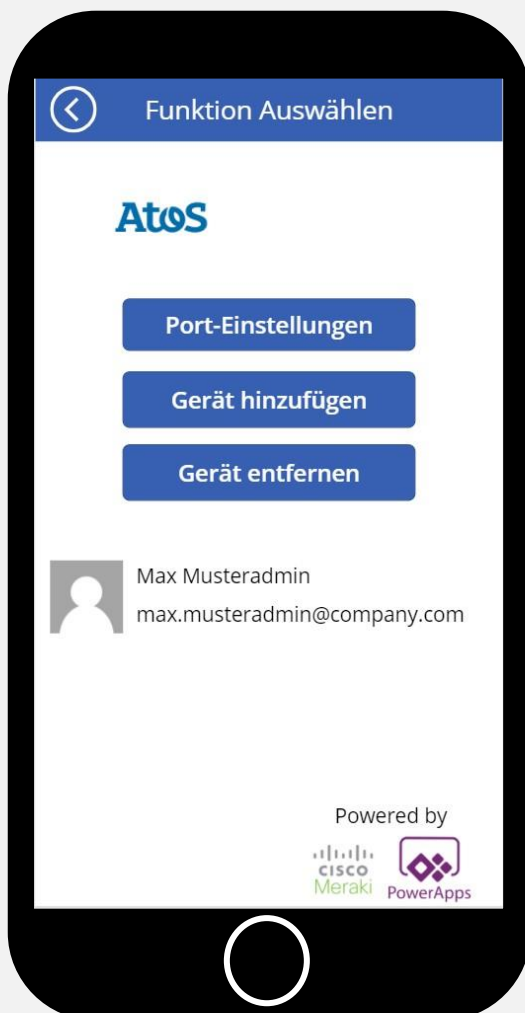 Funktion Auswählen
Atos
Port-Einstellungen
Gerät hinzufügen
Gerät entfernen
Max Musteradmin
max.musteradmin@company.com
Powered by
CISCO
Meraki
PowerApps